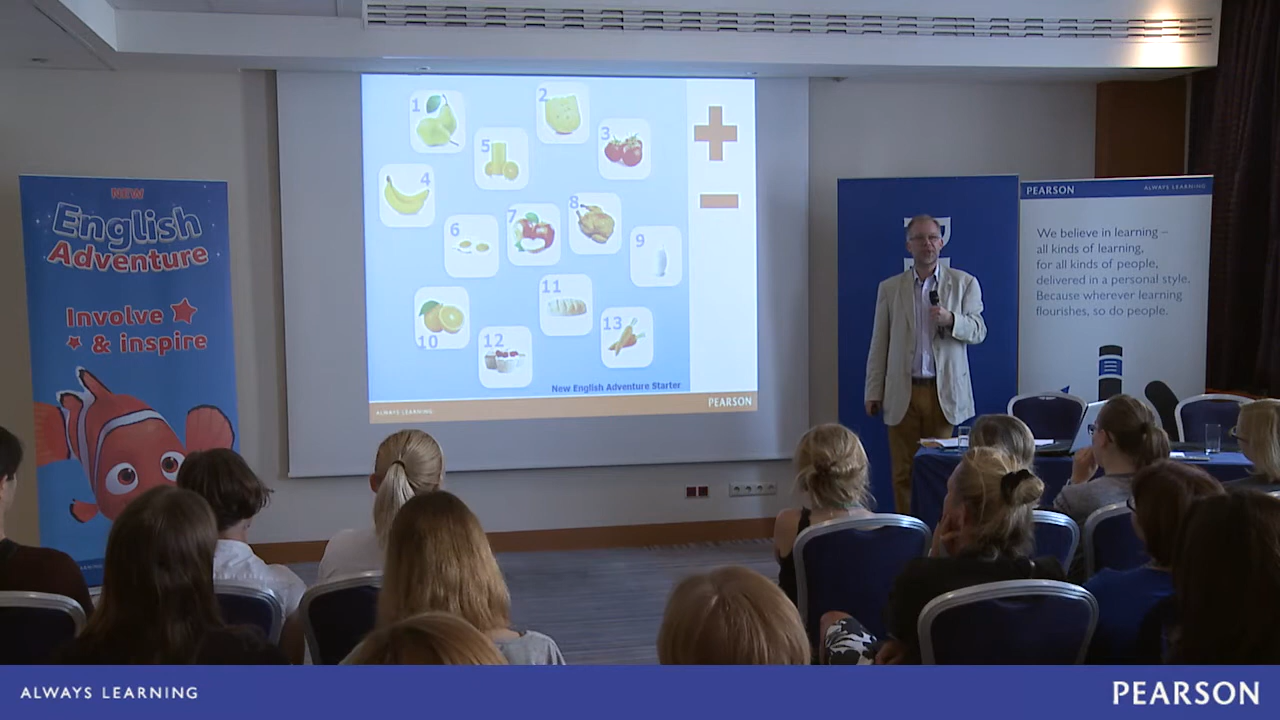 NEW
English
Adventure
Involve
& inspire
1
2
3
4
5
6
7
8
9
10
11
12
13
New English Adventure Starter
ALWAYS LEARNING
PEARSON
PEARSON
ALWAYS LEARNING
We believe in learning –
all kinds of learning,
for all kinds of people,
delivered in a personal style.
Because wherever learning
flourishes, so do people.
ALWAYS LEARNING
PEARSON